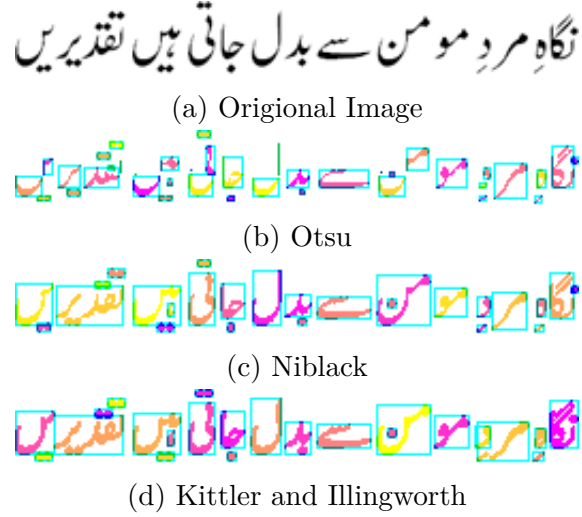 نگاہِ مردِ مومن سے بدل جاتی ہیں تقدیریں
(a) Origional Image
(b) Otsu
(c) Niblack
(d) Kittler and Illingworth